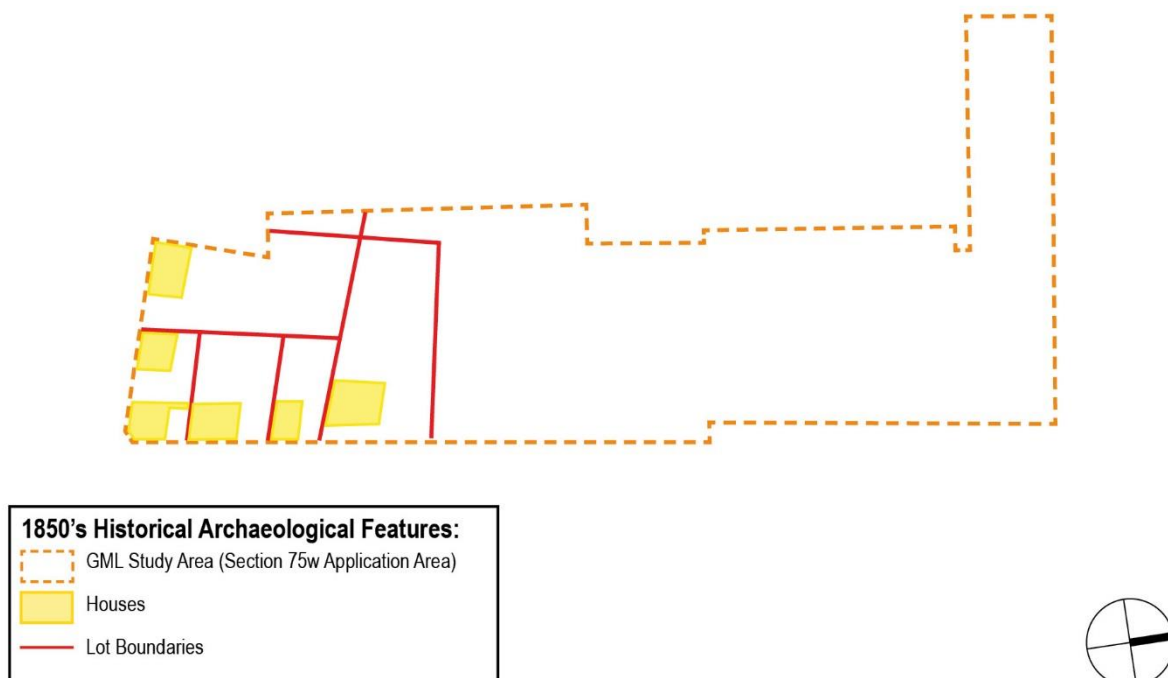 1850's Historical Archaeological Features:
GML Study Area (Section 75w Application Area)
Houses
Lot Boundaries